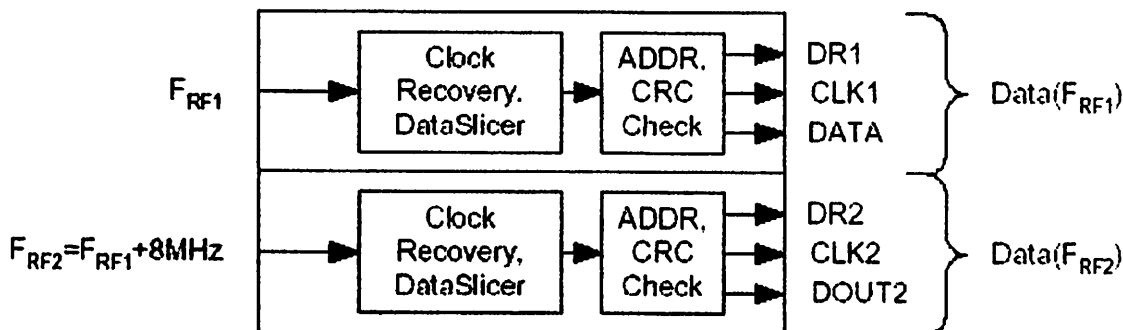 F_RF1
Clock
Recovery.
DataSlicer
ADDR,
CRC
Check
DR1
CLK1
DATA
Data(F_RF1)
F_RF2=F_RF1+8MHz
Clock
Recovery,
DataSlicer
ADDR,
CRC
Check
DR2
CLK2
DOUT2
Data(F_RF2)